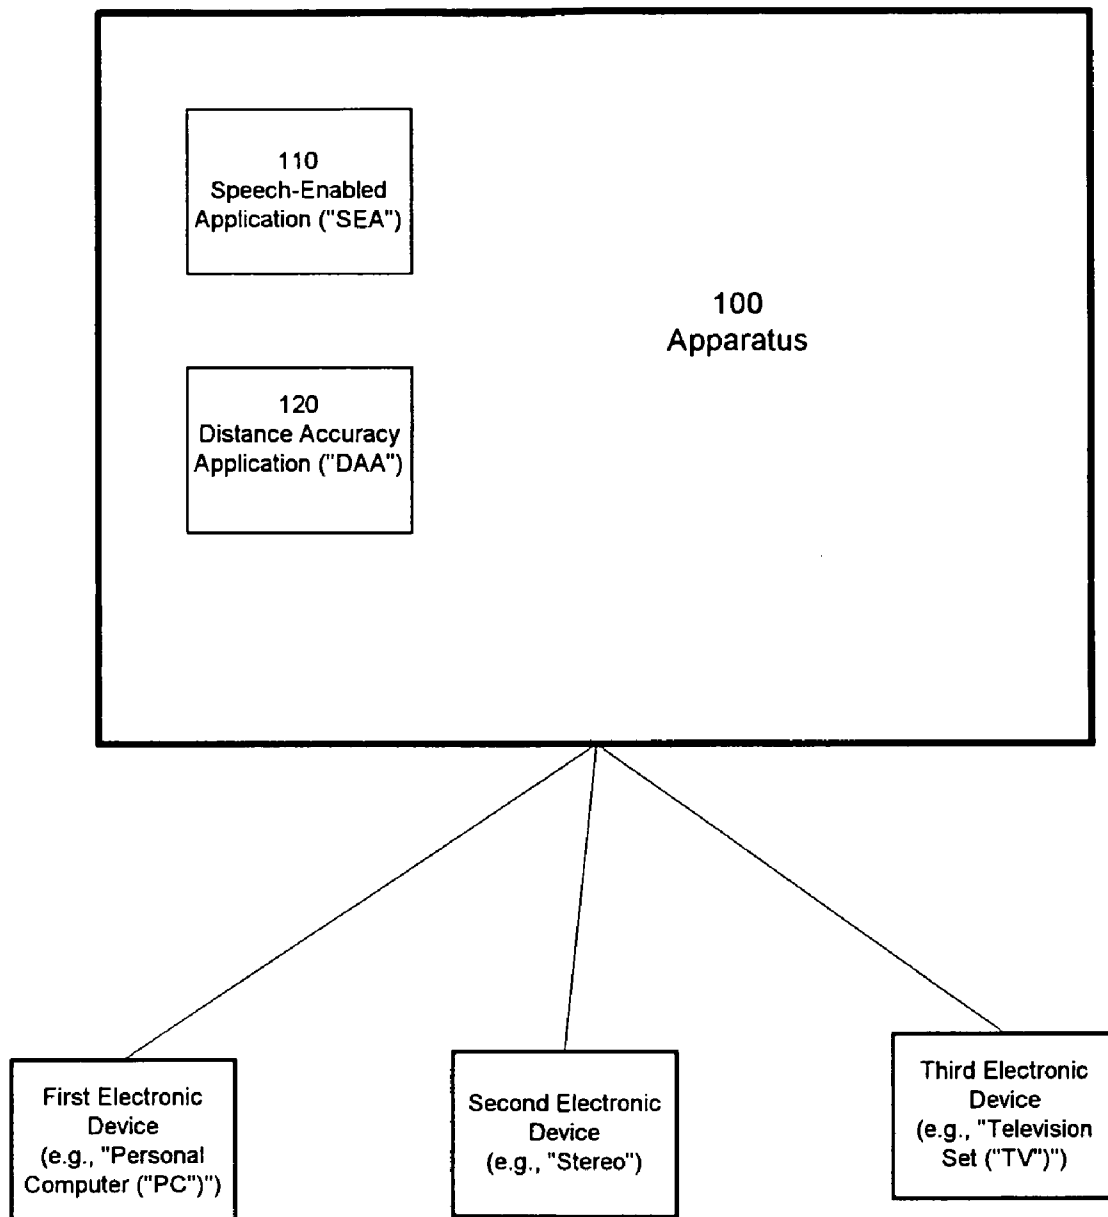 110
Speech-Enabled
Application ("SEA")
100
Apparatus
120
Distance Accuracy
Application ("DAA")
First Electronic
Device
(e.g., "Personal
Computer ("PC")")
Second Electronic
Device
(e.g., "Stereo")
Third Electronic
Device
(e.g., "Television
Set ("TV")")